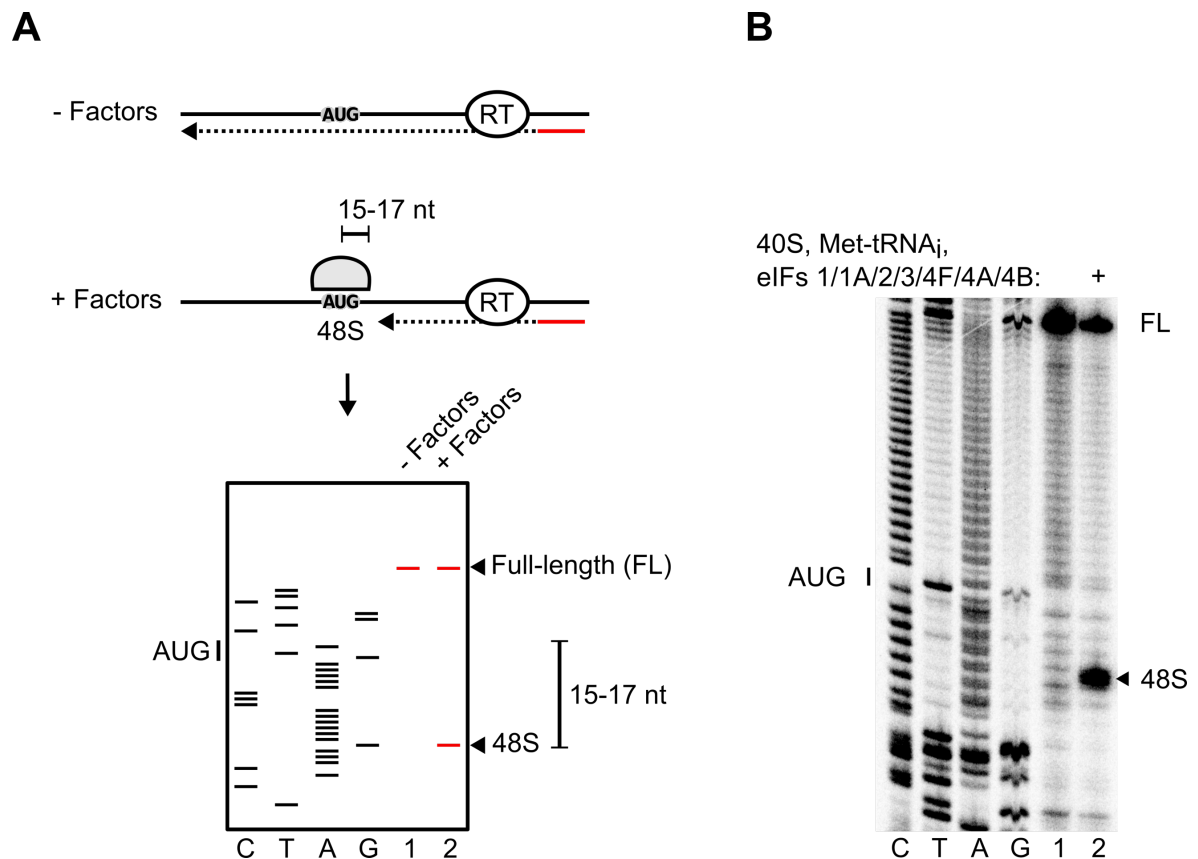 A
- Factors
AUG
RT
15-17 nt
+ Factors
AUG
RT
48S
- Factors
+ Factors
Full-length (FL)
AUG
15-17 nt
48S
C T A G 1 2
B
40S, Met-tRNAi,
eIFs 1/1A/2/3/4F/4A/4B: +
FL
AUG
48S
C T A G 1 2